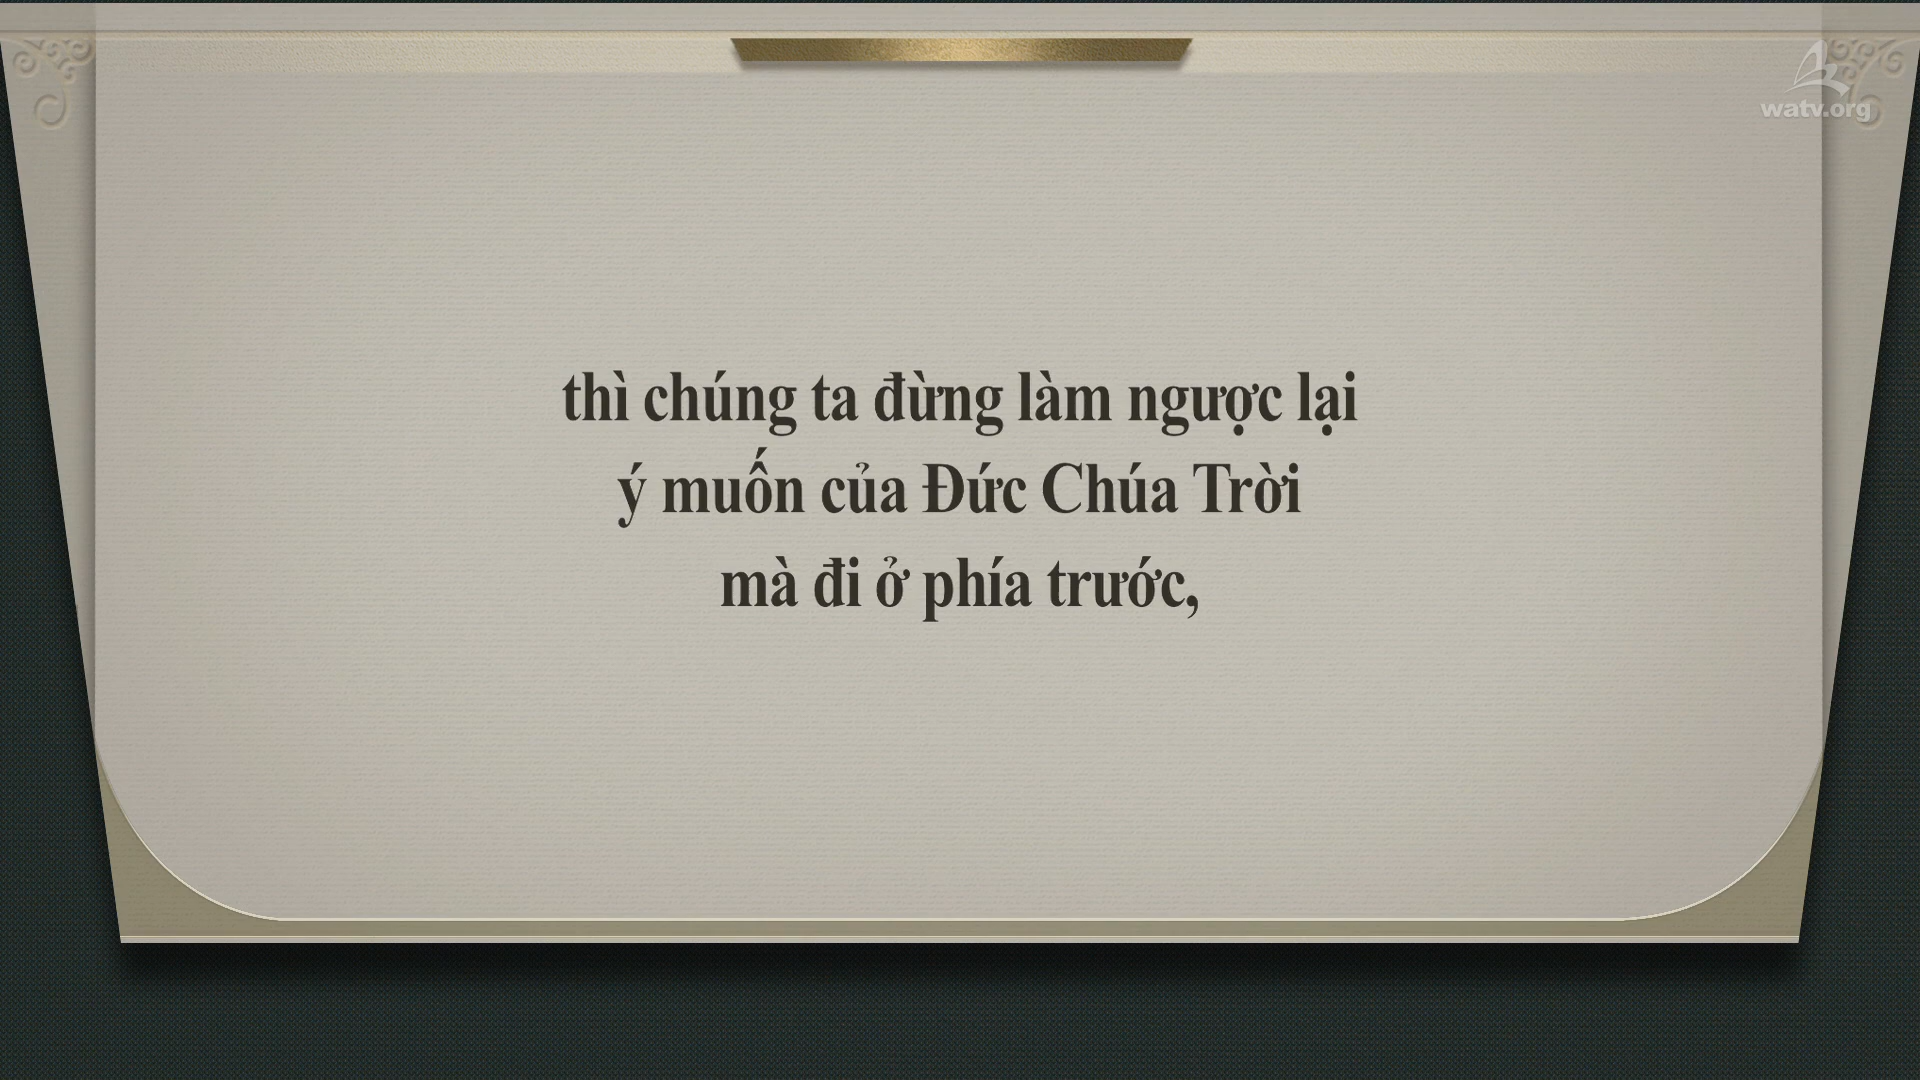 watv.org
thì chúng ta đừng làm ngược lại
ý muốn của Đức Chúa Trời
mà đi ở phía trước,